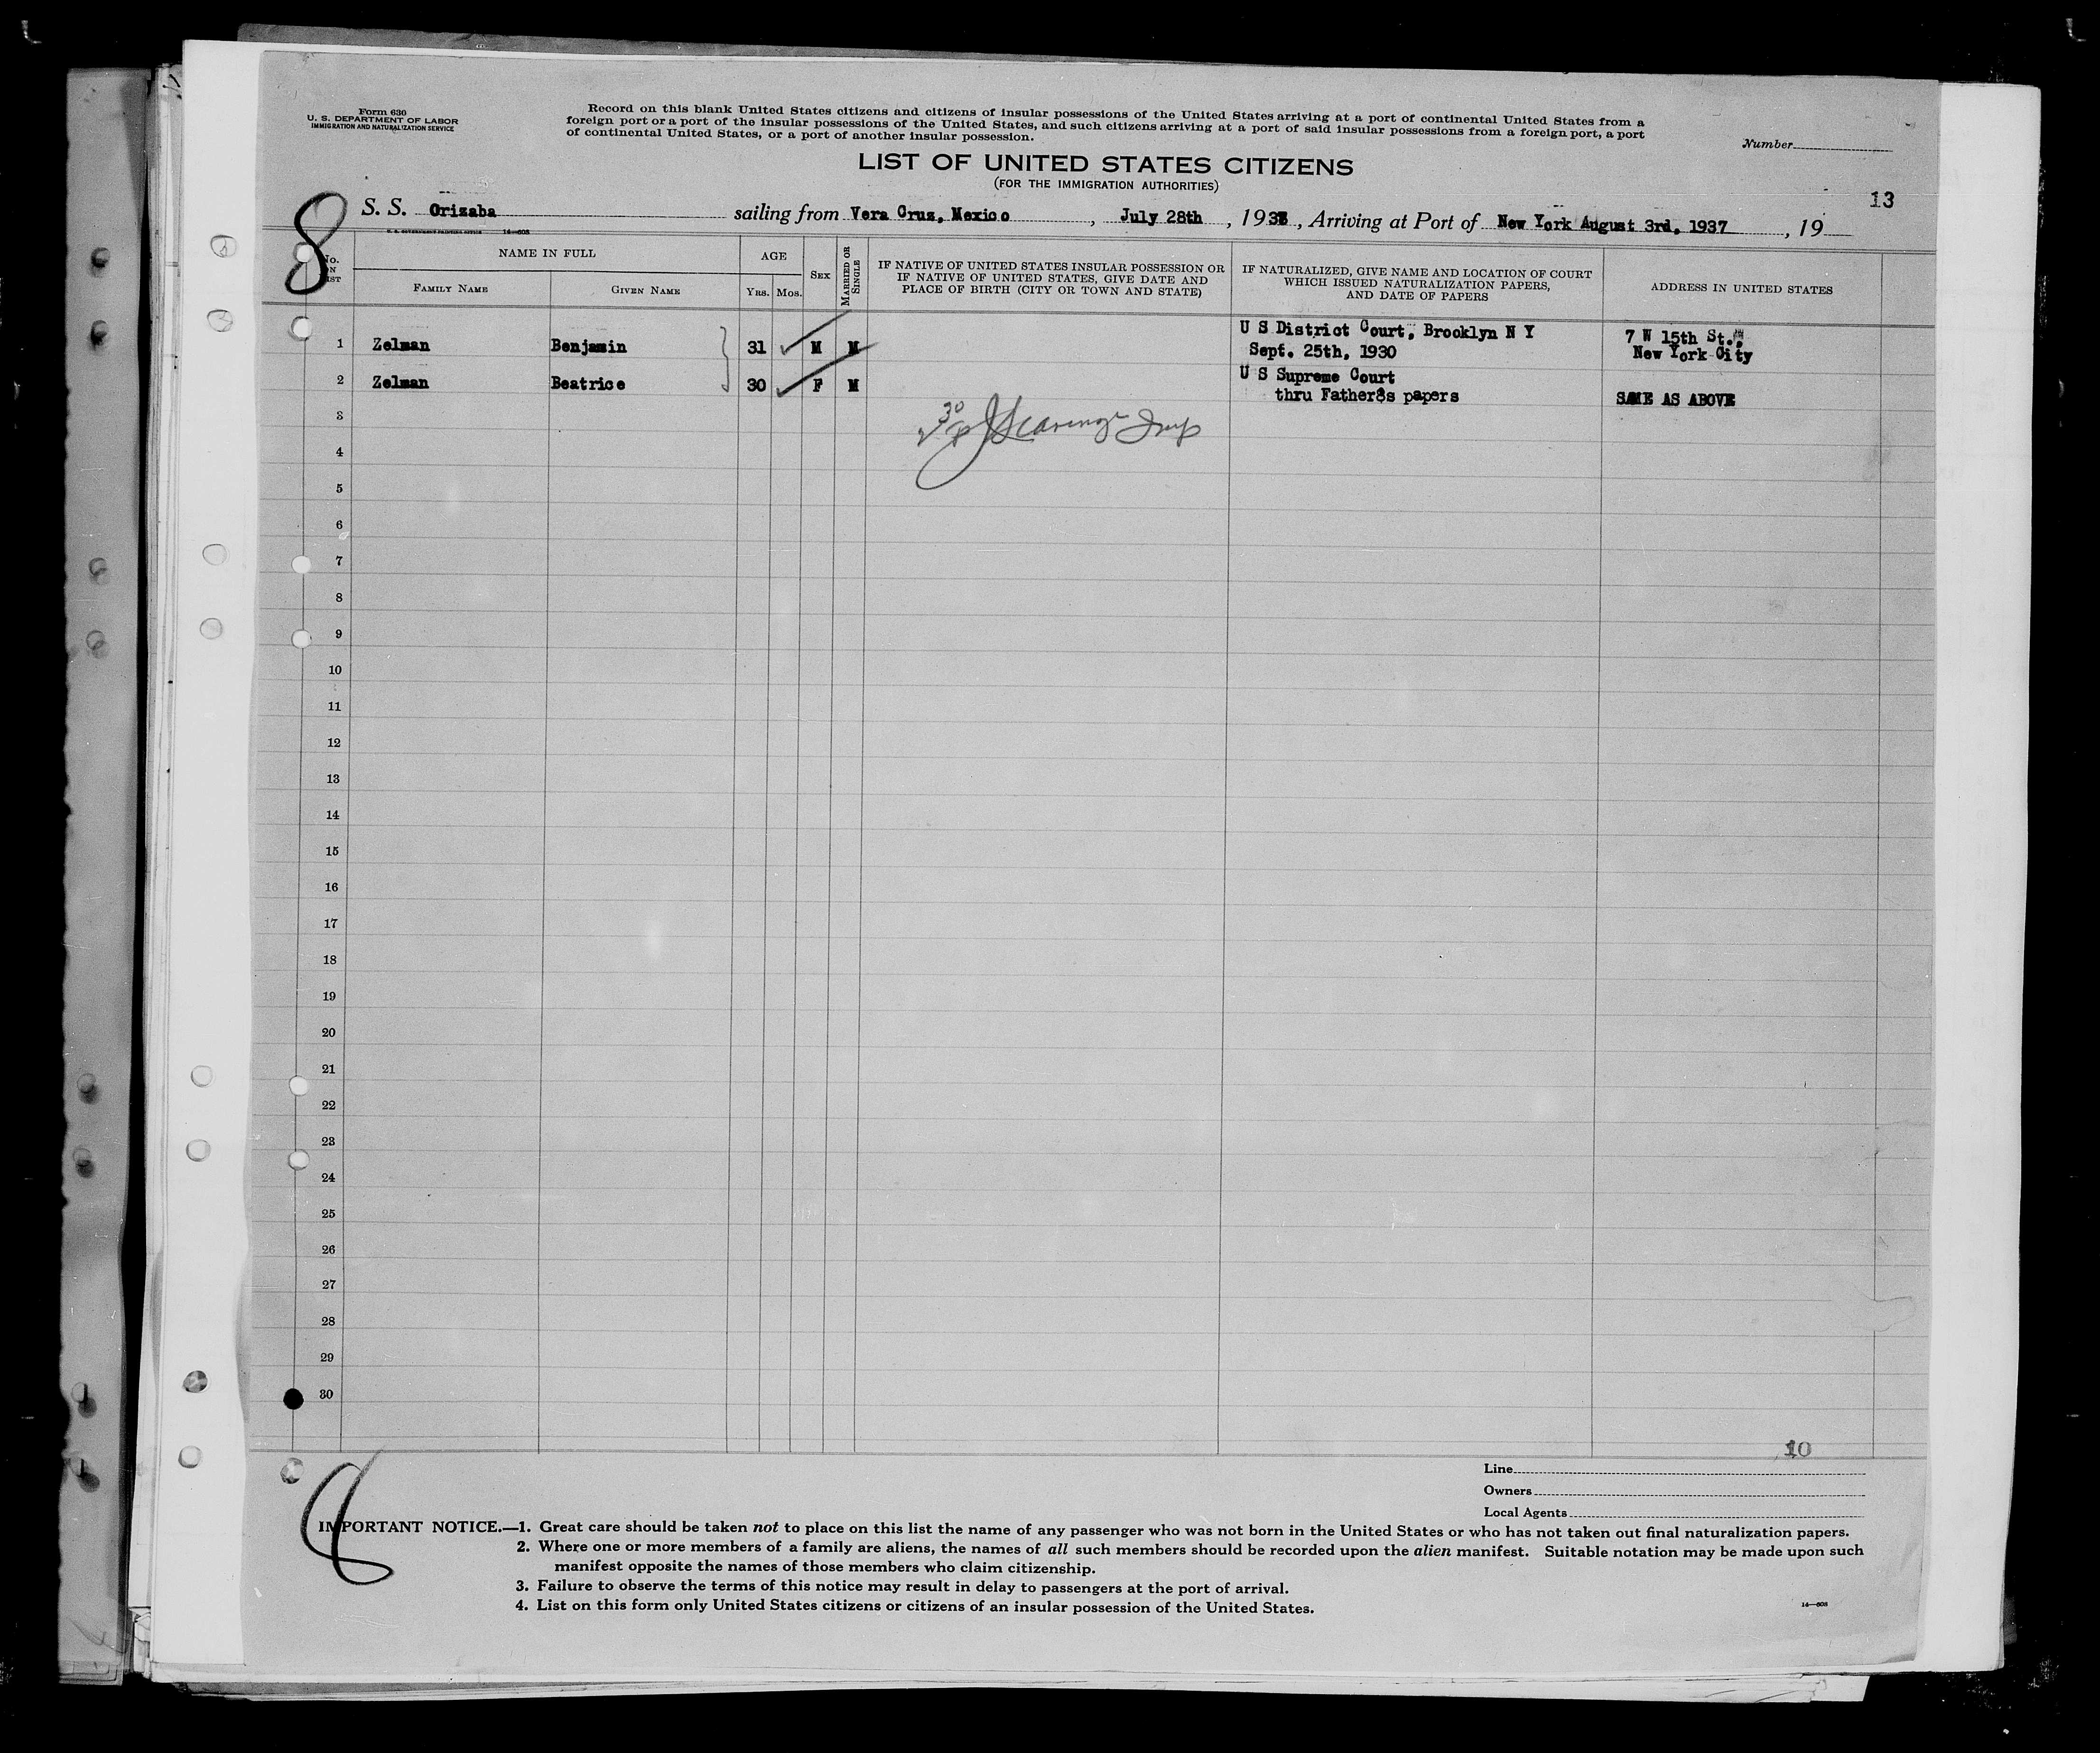 Form 630
U. S. DEPARTMENT OF LABOR
IMMIGRATION AND NATURALIZATION SERVICE
Record on this blank United States citizens and citizens of insular possessions of the United States arriving at a port of continental United States from a
foreign port or a port of the insular possessions of the United States, and such citizens arriving at a port of said insular possessions from a foreign port, a port
of continental United States, or a port of another insular possession.
Number
LIST OF UNITED STATES CITIZENS
(FOR THE IMMIGRATION AUTHORITIES)
13
8
S. S. Orizaba sailing from Vera Cruz, Mexico, July 28th, 1937, Arriving at Port of New York August 3rd, 1937, 19
U. S. GOVERNMENT PRINTING OFFICE 14—608
No. ON LIST
NAME IN FULL
FAMILY NAME
GIVEN NAME
AGE
YRS. MOS.
SEX
MARRIED OR SINGLE
IF NATIVE OF UNITED STATES INSULAR POSSESSION OR
IF NATIVE OF UNITED STATES, GIVE DATE AND
PLACE OF BIRTH (CITY OR TOWN AND STATE)
IF NATURALIZED, GIVE NAME AND LOCATION OF COURT
WHICH ISSUED NATURALIZATION PAPERS,
AND DATE OF PAPERS
ADDRESS IN UNITED STATES
1 Zelman Benjamin 31 M M U S District Court, Brooklyn N Y
Sept. 25th, 1930
7 W 15th St.,
New York City
2 Zelman Beatrice 30 F M U S Supreme Court
thru Father8s papers
SAME AS ABOVE
3
4
5
6
7
8
9
10
11
12
13
14
15
16
17
18
19
20
21
22
23
24
25
26
27
28
29
30
10
Line
Owners
Local Agents
IMPORTANT NOTICE.—1. Great care should be taken not to place on this list the name of any passenger who was not born in the United States or who has not taken out final naturalization papers.
2. Where one or more members of a family are aliens, the names of all such members should be recorded upon the alien manifest. Suitable notation may be made upon such
manifest opposite the names of those members who claim citizenship.
3. Failure to observe the terms of this notice may result in delay to passengers at the port of arrival.
4. List on this form only United States citizens or citizens of an insular possession of the United States.
14—608